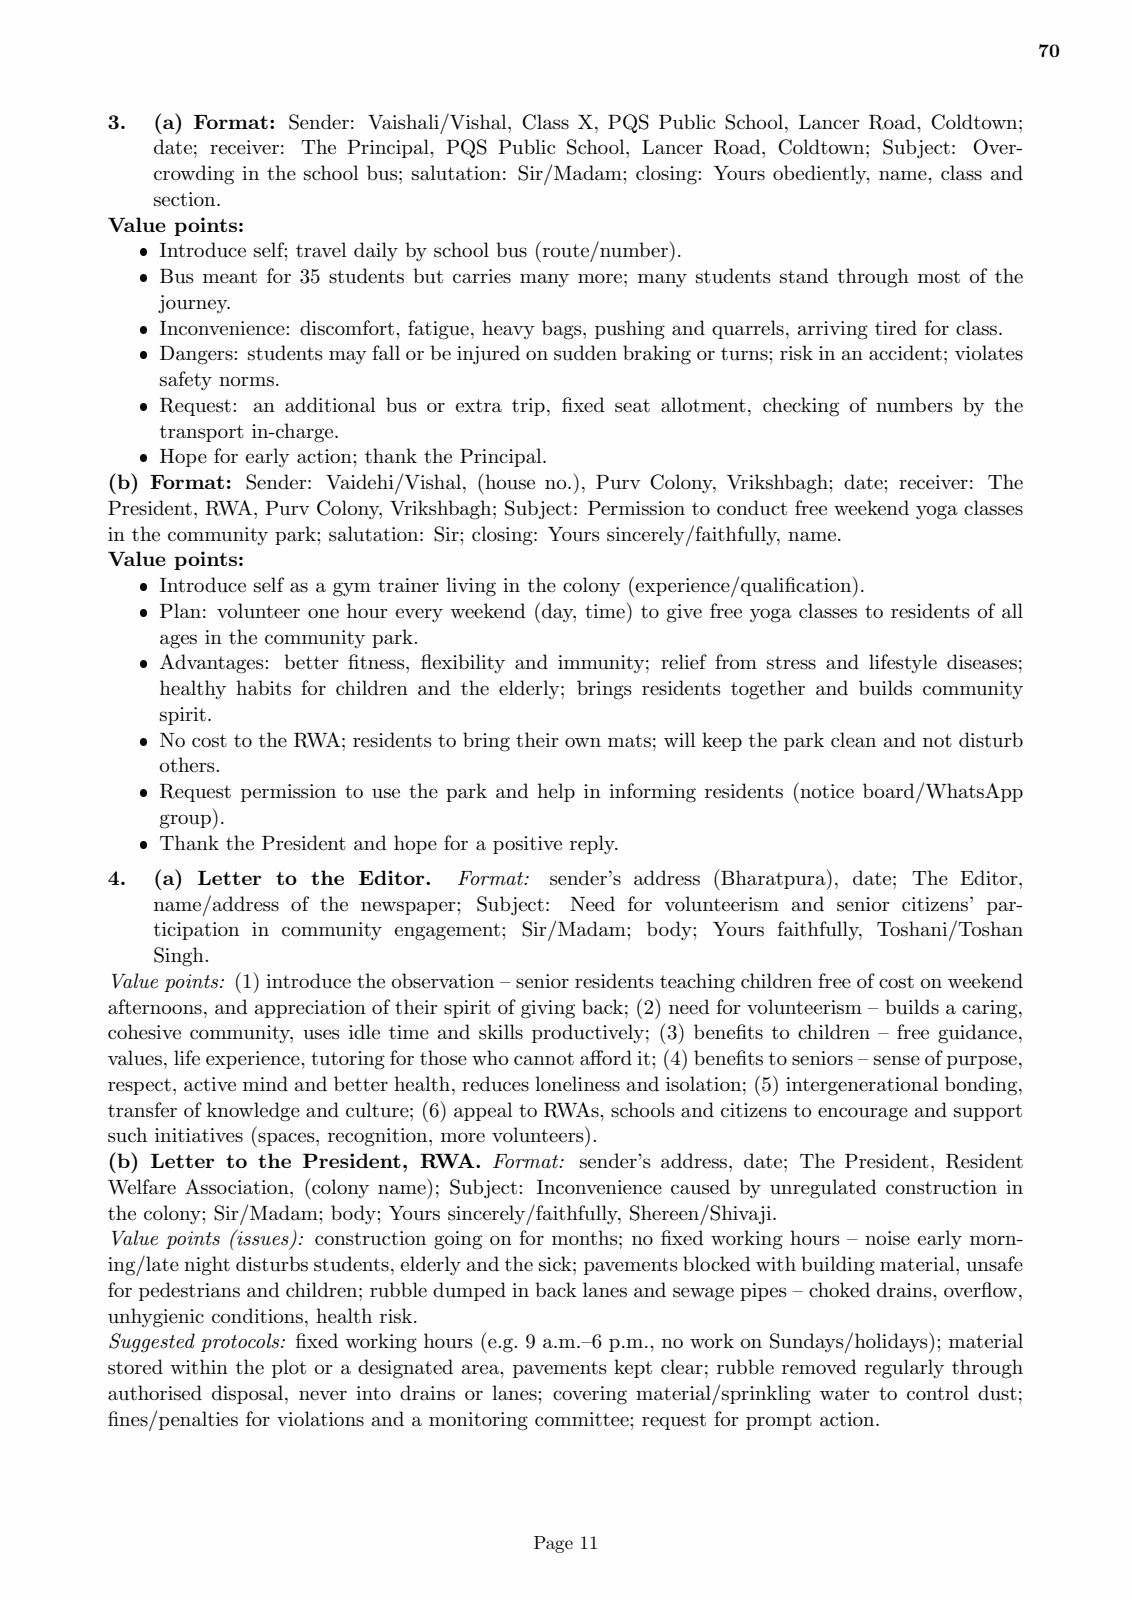 70
3. (a) Format: Sender: Vaishali/Vishal, Class X, PQS Public School, Lancer Road, Coldtown;
date; receiver: The Principal, PQS Public School, Lancer Road, Coldtown; Subject: Over-
crowding in the school bus; salutation: Sir/Madam; closing: Yours obediently, name, class and
section.
Value points:
• Introduce self; travel daily by school bus (route/number).
• Bus meant for 35 students but carries many more; many students stand through most of the
journey.
• Inconvenience: discomfort, fatigue, heavy bags, pushing and quarrels, arriving tired for class.
• Dangers: students may fall or be injured on sudden braking or turns; risk in an accident; violates
safety norms.
• Request: an additional bus or extra trip, fixed seat allotment, checking of numbers by the
transport in-charge.
• Hope for early action; thank the Principal.
(b) Format: Sender: Vaidehi/Vishal, (house no.), Purv Colony, Vrikshbagh; date; receiver: The
President, RWA, Purv Colony, Vrikshbagh; Subject: Permission to conduct free weekend yoga classes
in the community park; salutation: Sir; closing: Yours sincerely/faithfully, name.
Value points:
• Introduce self as a gym trainer living in the colony (experience/qualification).
• Plan: volunteer one hour every weekend (day, time) to give free yoga classes to residents of all
ages in the community park.
• Advantages: better fitness, flexibility and immunity; relief from stress and lifestyle diseases;
healthy habits for children and the elderly; brings residents together and builds community
spirit.
• No cost to the RWA; residents to bring their own mats; will keep the park clean and not disturb
others.
• Request permission to use the park and help in informing residents (notice board/WhatsApp
group).
• Thank the President and hope for a positive reply.
4. (a) Letter to the Editor. Format: sender's address (Bharatpura), date; The Editor,
name/address of the newspaper; Subject: Need for volunteerism and senior citizens' par-
ticipation in community engagement; Sir/Madam; body; Yours faithfully, Toshani/Toshan
Singh.
Value points: (1) introduce the observation – senior residents teaching children free of cost on weekend
afternoons, and appreciation of their spirit of giving back; (2) need for volunteerism – builds a caring,
cohesive community, uses idle time and skills productively; (3) benefits to children – free guidance,
values, life experience, tutoring for those who cannot afford it; (4) benefits to seniors – sense of purpose,
respect, active mind and better health, reduces loneliness and isolation; (5) intergenerational bonding,
transfer of knowledge and culture; (6) appeal to RWAs, schools and citizens to encourage and support
such initiatives (spaces, recognition, more volunteers).
(b) Letter to the President, RWA. Format: sender's address, date; The President, Resident
Welfare Association, (colony name); Subject: Inconvenience caused by unregulated construction in
the colony; Sir/Madam; body; Yours sincerely/faithfully, Shereen/Shivaji.
Value points (issues): construction going on for months; no fixed working hours – noise early morn-
ing/late night disturbs students, elderly and the sick; pavements blocked with building material, unsafe
for pedestrians and children; rubble dumped in back lanes and sewage pipes – choked drains, overflow,
unhygienic conditions, health risk.
Suggested protocols: fixed working hours (e.g. 9 a.m.–6 p.m., no work on Sundays/holidays); material
stored within the plot or a designated area, pavements kept clear; rubble removed regularly through
authorised disposal, never into drains or lanes; covering material/sprinkling water to control dust;
fines/penalties for violations and a monitoring committee; request for prompt action.
Page 11